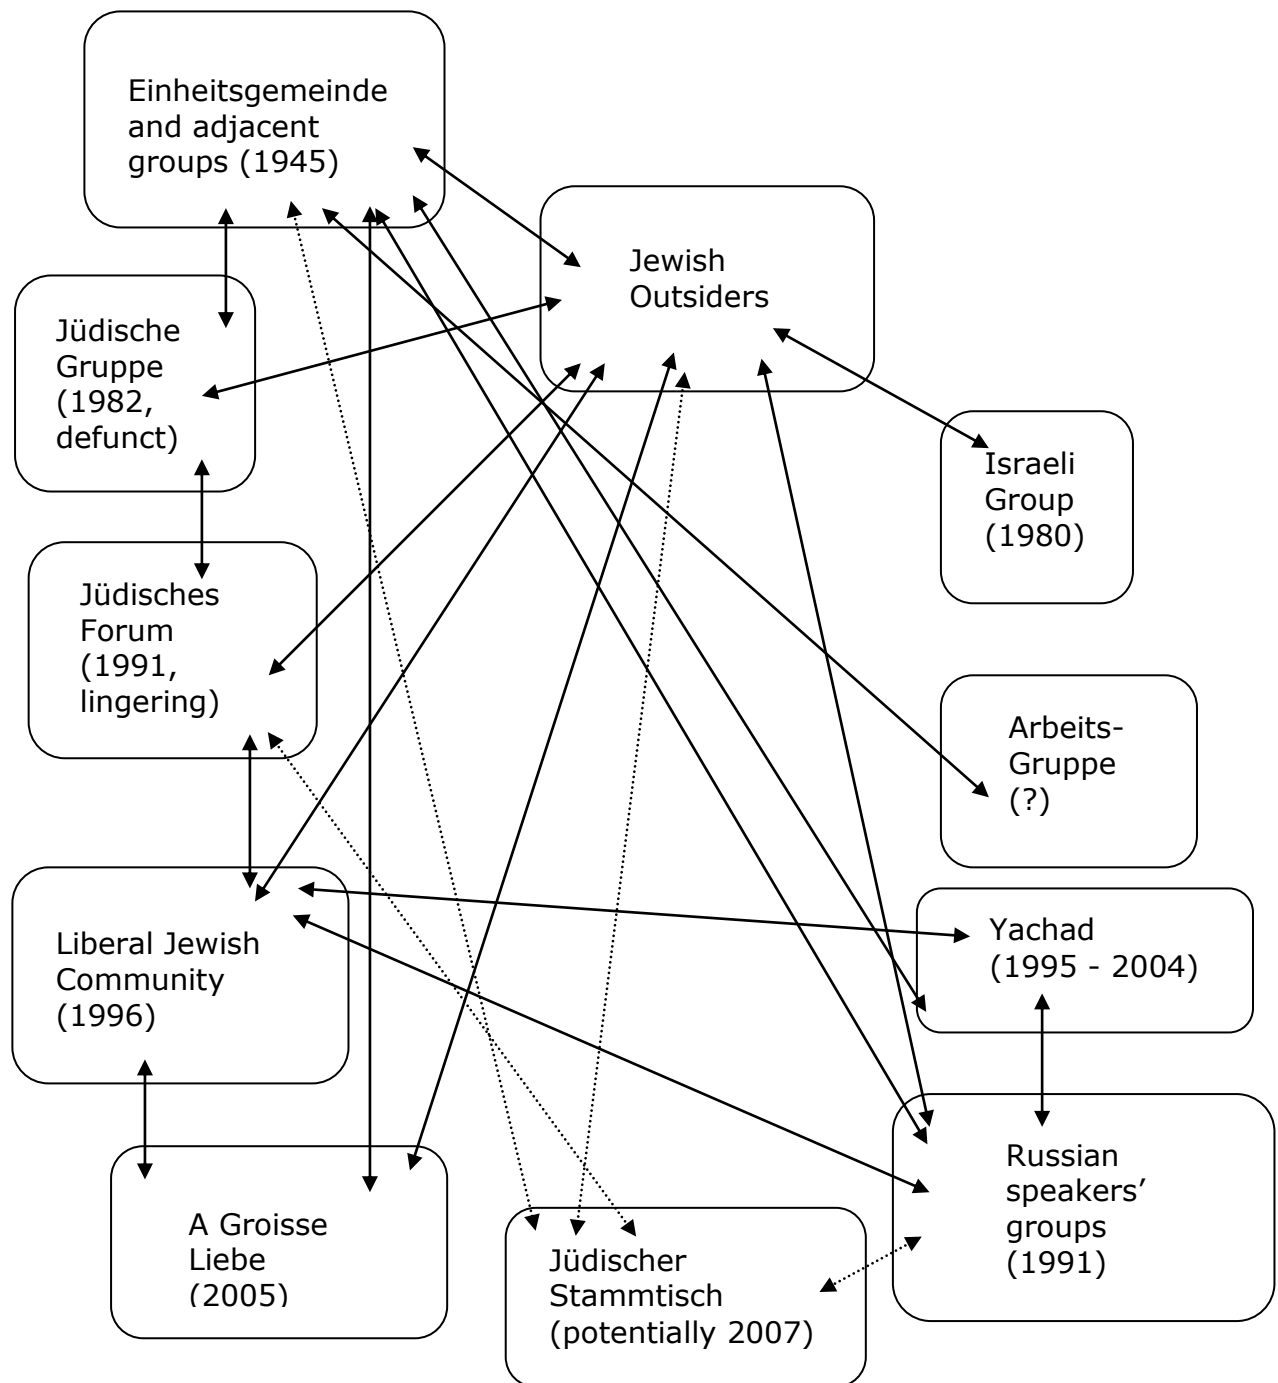 Einheitsgemeinde
and adjacent
groups (1945)
Jewish
Outsiders
Jüdische
Gruppe
(1982,
defunct)
Israeli
Group
(1980)
Jüdisches
Forum
(1991,
lingering)
Arbeits-
Gruppe
(?)
Liberal Jewish
Community
(1996)
Yachad
(1995 - 2004)
A Groisse
Liebe
(2005)
Jüdischer
Stammtisch
(potentially 2007)
Russian
speakers’
groups
(1991)